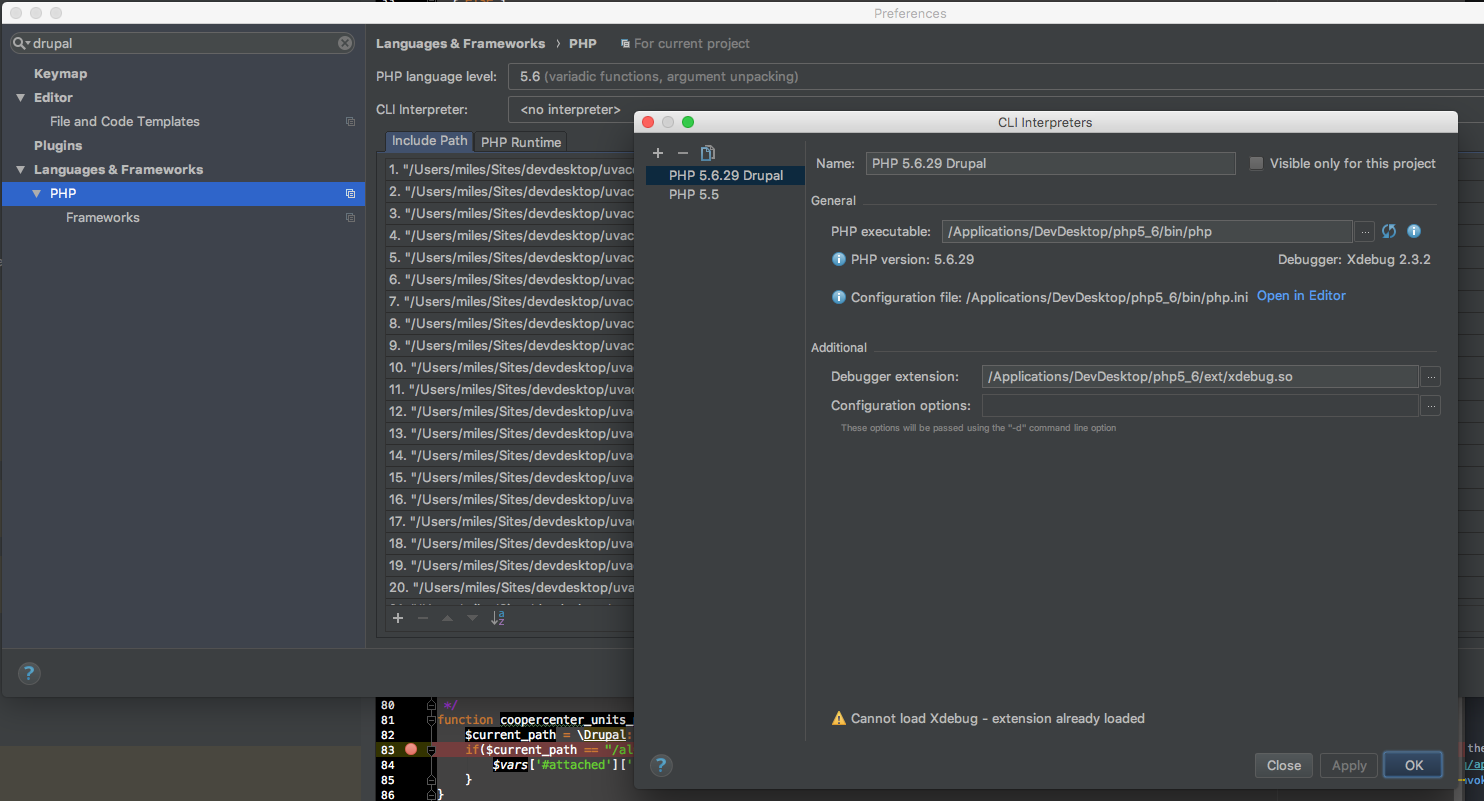 Preferences
drupal
Keymap
Editor
File and Code Templates
Plugins
Languages & Frameworks
PHP
Frameworks
Languages & Frameworks › PHP For current project
PHP language level: 5.6 (variadic functions, argument unpacking)
CLI Interpreter: <no interpreter>
Include Path PHP Runtime
1. "/Users/miles/Sites/devdesktop/uvac
2. "/Users/miles/Sites/devdesktop/uvac
3. "/Users/miles/Sites/devdesktop/uvac
4. "/Users/miles/Sites/devdesktop/uvac
5. "/Users/miles/Sites/devdesktop/uvac
6. "/Users/miles/Sites/devdesktop/uvac
7. "/Users/miles/Sites/devdesktop/uvac
8. "/Users/miles/Sites/devdesktop/uvac
9. "/Users/miles/Sites/devdesktop/uvac
10. "/Users/miles/Sites/devdesktop/uva
11. "/Users/miles/Sites/devdesktop/uva
12. "/Users/miles/Sites/devdesktop/uva
13. "/Users/miles/Sites/devdesktop/uva
14. "/Users/miles/Sites/devdesktop/uva
15. "/Users/miles/Sites/devdesktop/uva
16. "/Users/miles/Sites/devdesktop/uva
17. "/Users/miles/Sites/devdesktop/uva
18. "/Users/miles/Sites/devdesktop/uva
19. "/Users/miles/Sites/devdesktop/uva
20. "/Users/miles/Sites/devdesktop/uva
CLI Interpreters
PHP 5.6.29 Drupal
PHP 5.5
Name: PHP 5.6.29 Drupal Visible only for this project
General
PHP executable: /Applications/DevDesktop/php5_6/bin/php
PHP version: 5.6.29 Debugger: Xdebug 2.3.2
Configuration file: /Applications/DevDesktop/php5_6/bin/php.ini Open in Editor
Additional
Debugger extension: /Applications/DevDesktop/php5_6/ext/xdebug.so
Configuration options:
These options will be passed using the "-d" command line option
Cannot load Xdebug - extension already loaded
Close Apply OK
80 */
81 function coopercenter_units_
82 $current_path = \Drupal:
83 if($current_path == "/al
84 $vars['#attached']['
85 }
86 }
the
/ap
vok